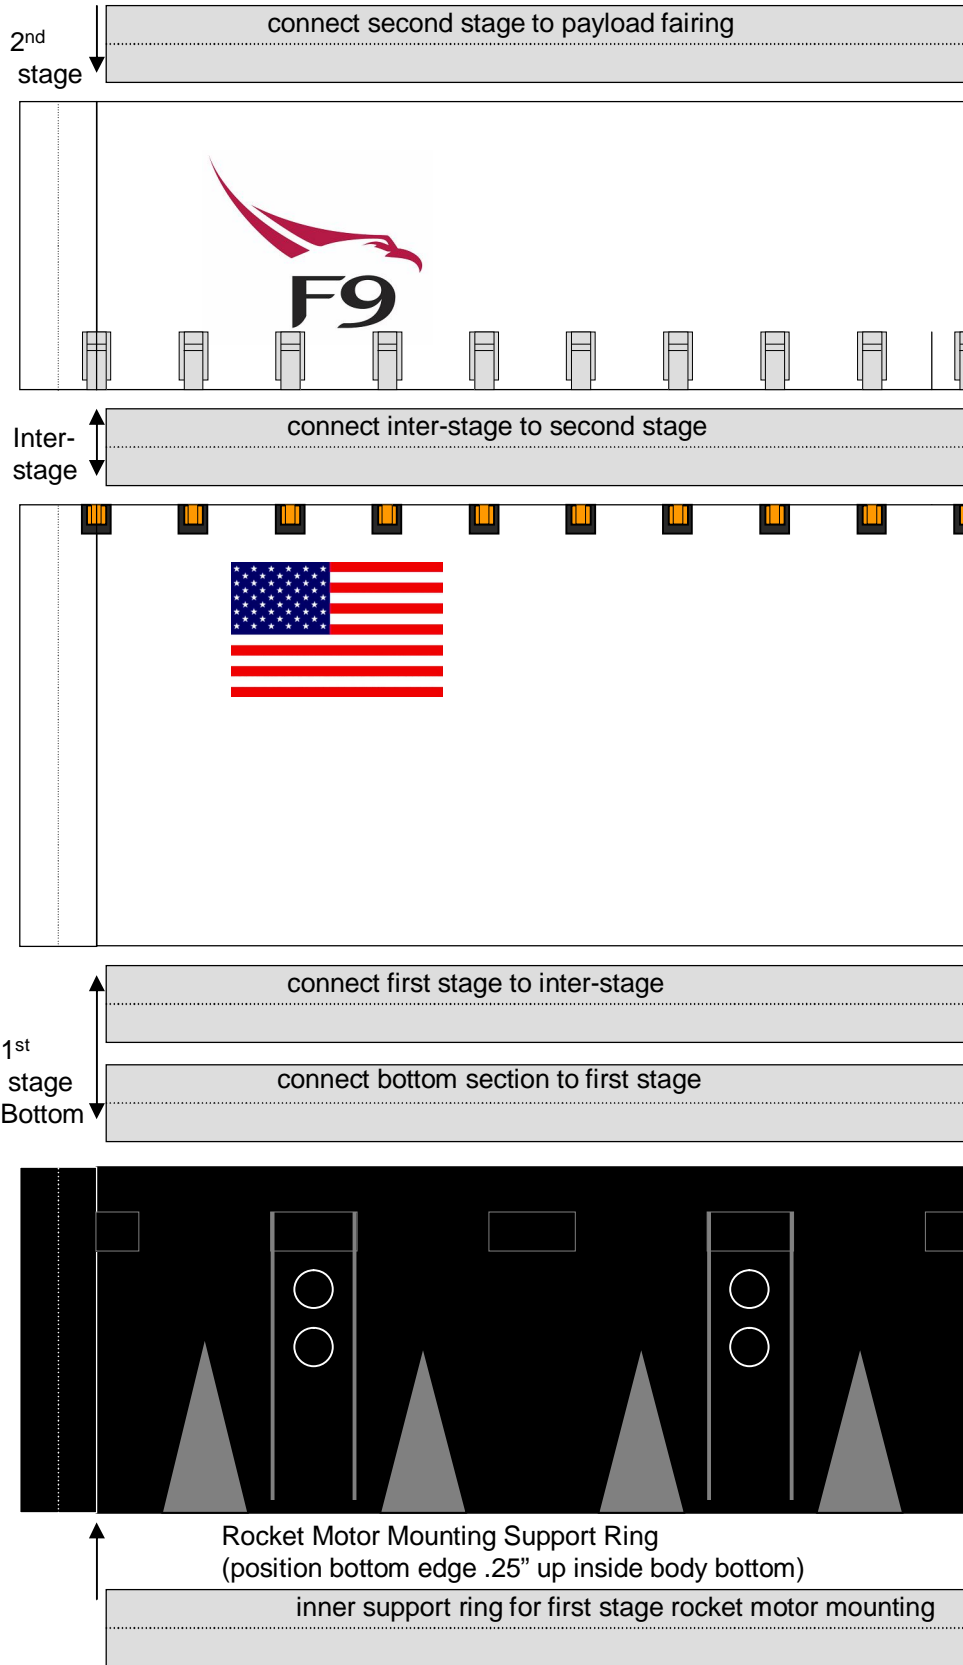 connect second stage to payload fairing
2nd
stage
F9
connect inter-stage to second stage
Inter-
stage
connect first stage to inter-stage
1st
stage
Bottom
connect bottom section to first stage
Rocket Motor Mounting Support Ring
(position bottom edge .25” up inside body bottom)
inner support ring for first stage rocket motor mounting